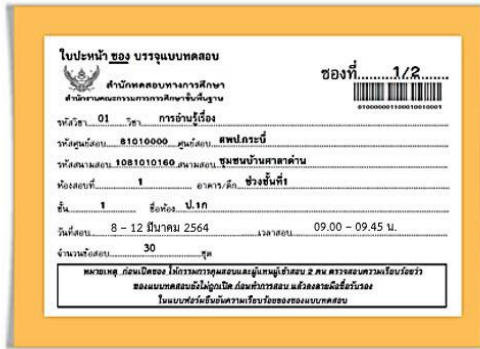 ใบปะหน้า ซอง บรรจุแบบทดสอบ
ซองที่.........1/2.......
สำนักทดสอบทางการศึกษา
สำนักงานคณะกรรมการการศึกษาขั้นพื้นฐาน
01000000110001001001
รหัสวิชา...01....วิชา......การอ่านรู้เรื่อง
รหัสศูนย์สอบ...81010000...ศูนย์สอบ..สพป.กระบี่
รหัสสนามสอบ..1081010160..สนามสอบ..ชุมชนบ้านศาลาด่าน
ห้องสอบที่............1............อาคาร/ตึก..ช่วงชั้นที่1
ชั้น........1........ชื่อห้อง ป.1ก
วันที่สอบ....8 – 12 มีนาคม 2564.......เวลาสอบ.....09.00 – 09.45 น.
จำนวนข้อสอบ........30........ชุด
หมายเหตุ ก่อนเปิดซอง ให้กรรมการคุมสอบและผู้แทนผู้เข้าสอบ 2 คน ตรวจสอบความเรียบร้อยว่า
ซองแบบทดสอบยังไม่ถูกเปิด ก่อนทำการสอบ แล้วลงลายมือชื่อรับรอง
ในแบบฟอร์มยืนยันความเรียบร้อยของซองแบบทดสอบ